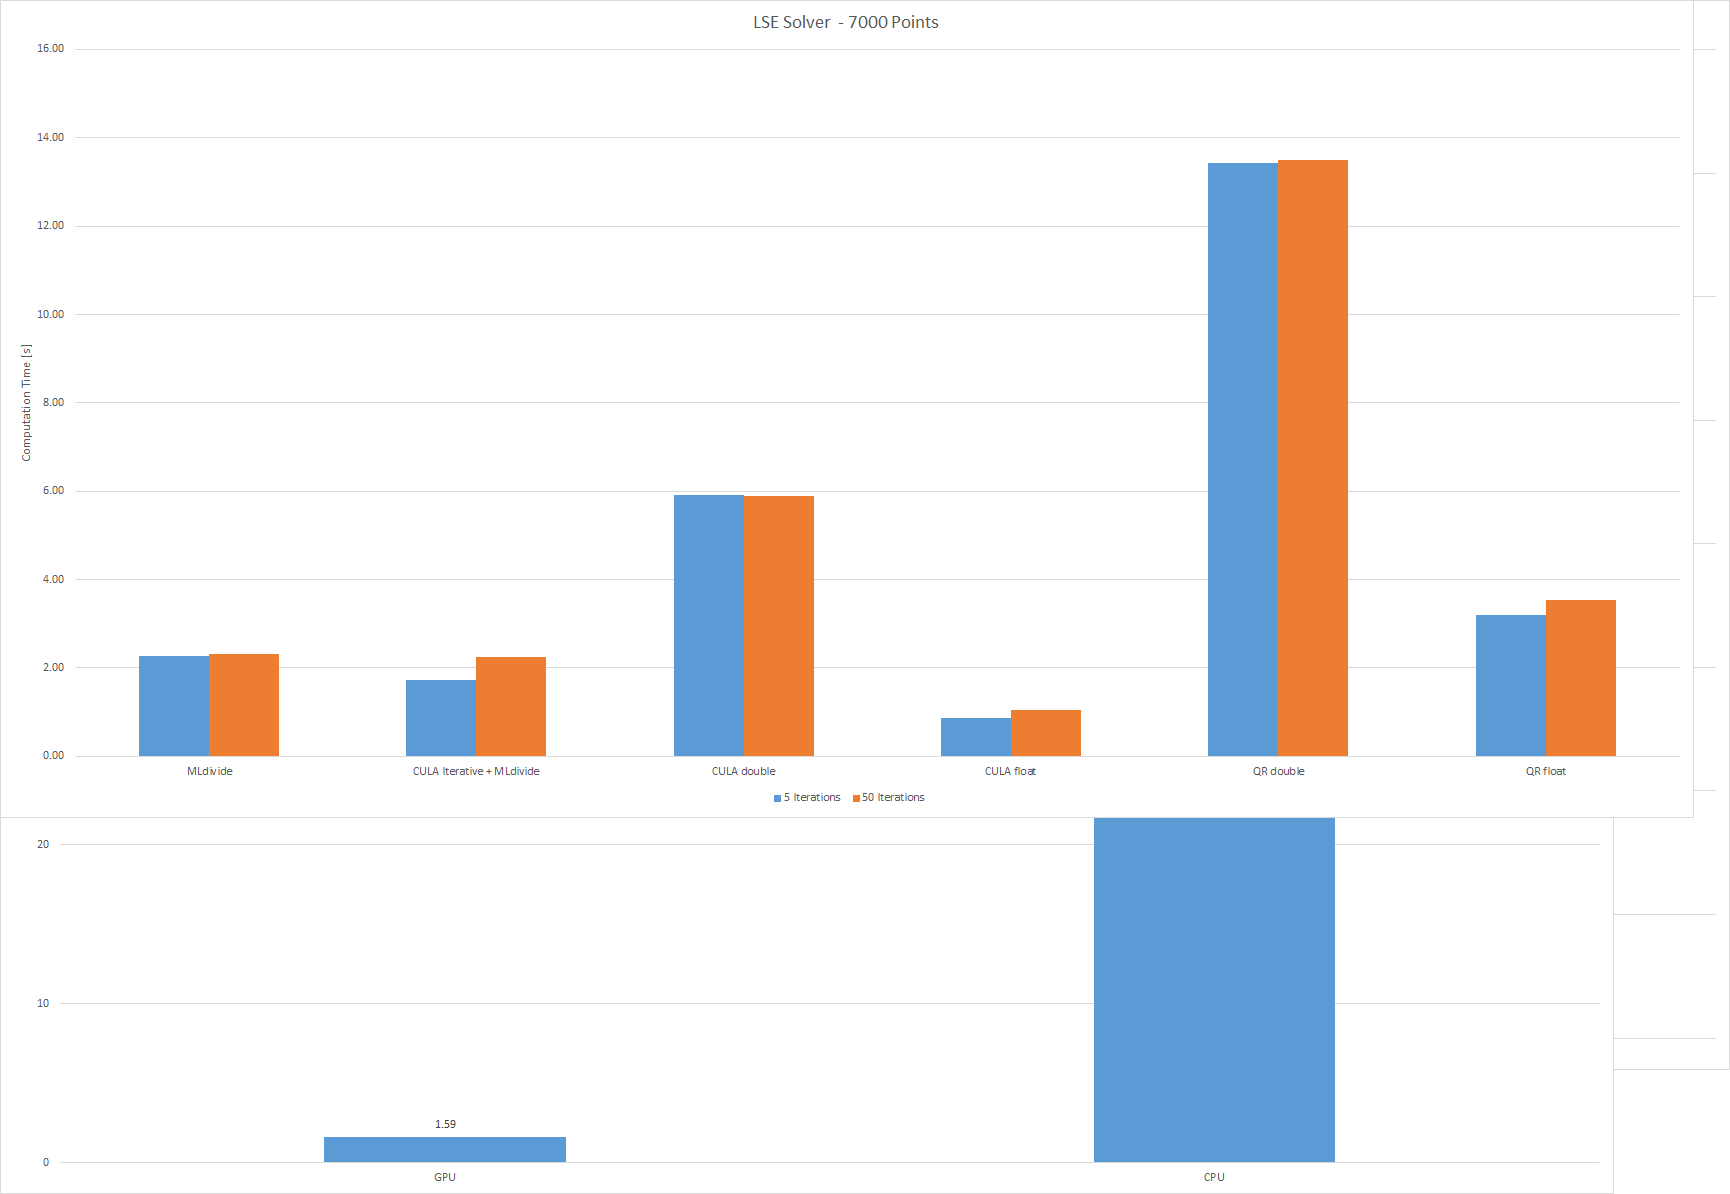 LSE Solver - 7000 Points
16.00
14.00
12.00
10.00
8.00
6.00
4.00
2.00
0.00
Computation Time [s]
MLdivide CULA Iterative + MLdivide CULA double CULA float QR double QR float
5 Iterations 50 Iterations
20
10
1.59
0
GPU CPU